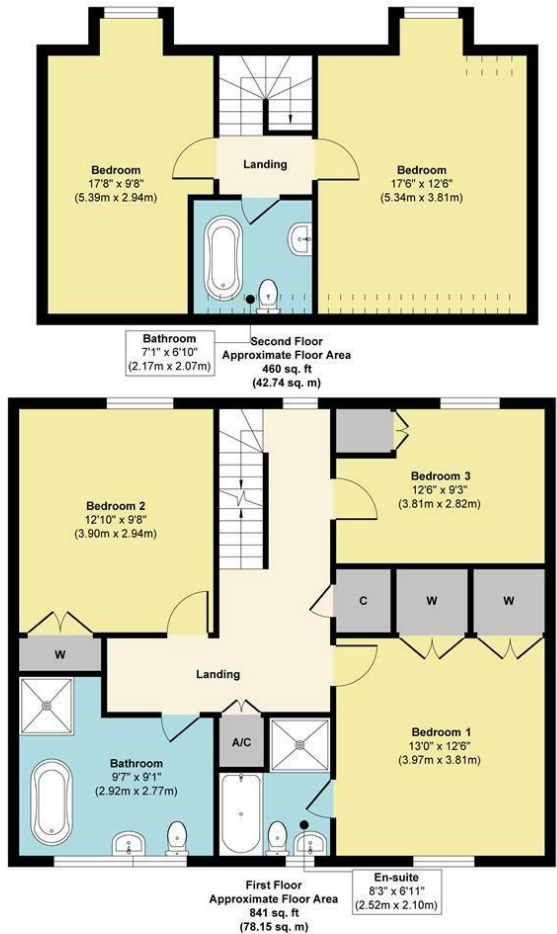 Bedroom
17'8" x 9'8"
(5.39m x 2.94m)
Landing
Bedroom
17'6" x 12'6"
(5.34m x 3.81m)
Bathroom
7'1" x 6'10"
(2.17m x 2.07m)
Second Floor
Approximate Floor Area
460 sq. ft
(42.74 sq. m)
Bedroom 2
12'10" x 9'8"
(3.90m x 2.94m)
Bedroom 3
12'6" x 9'3"
(3.81m x 2.82m)
C
W
W
W
Landing
A/C
Bedroom 1
13'0" x 12'6"
(3.97m x 3.81m)
Bathroom
9'7" x 9'1"
(2.92m x 2.77m)
En-suite
8'3" x 6'11"
(2.52m x 2.10m)
First Floor
Approximate Floor Area
841 sq. ft
(78.15 sq. m)